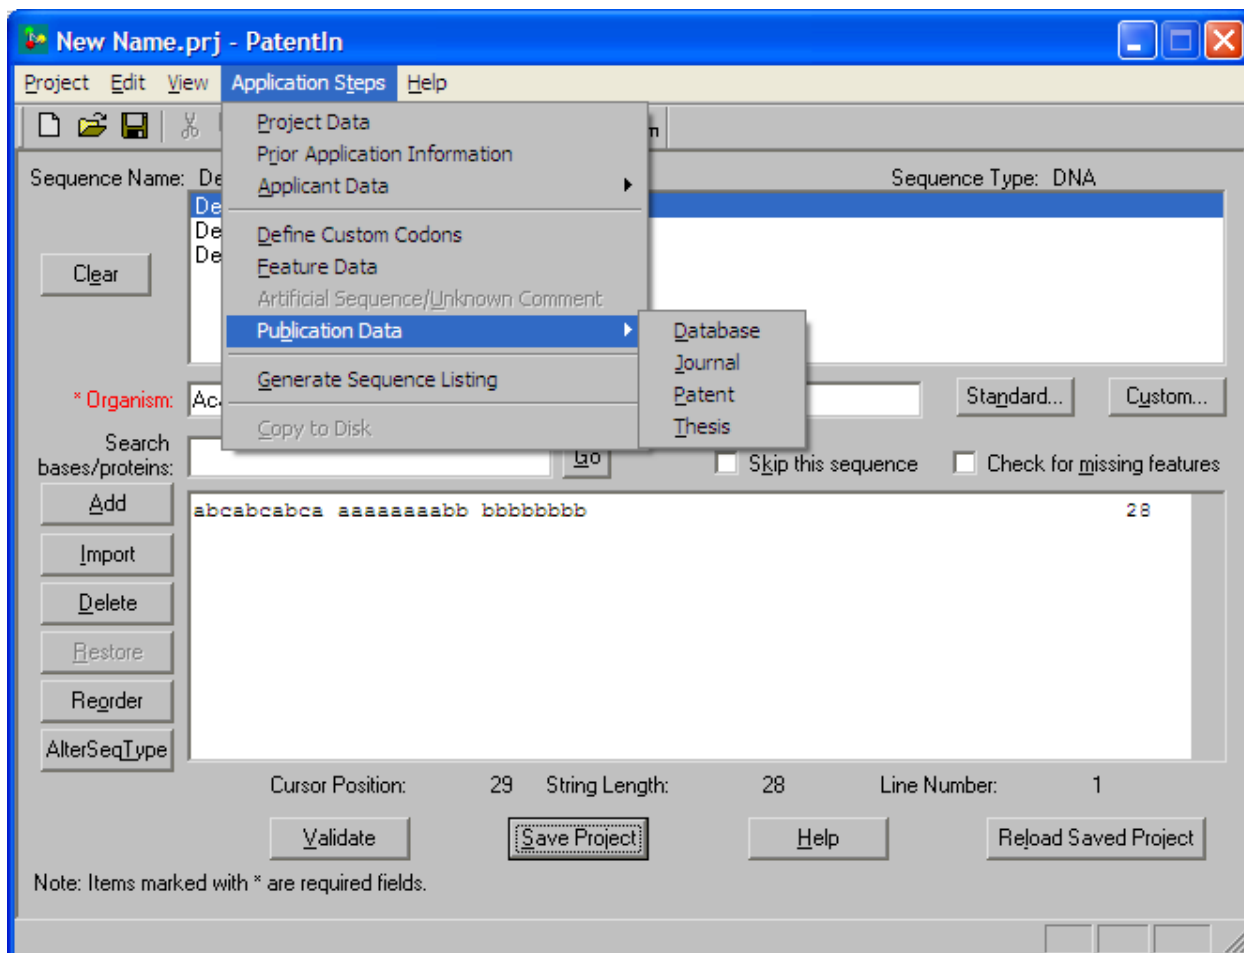 New Name.prj - PatentIn
Project Edit View Application Steps Help
Project Data
Prior Application Information
Applicant Data
Define Custom Codons
Feature Data
Artificial Sequence/Unknown Comment
Publication Data
Generate Sequence Listing
Copy to Disk
Database
Journal
Patent
Thesis
Sequence Name: De
Sequence Type: DNA
De
De
De
Clear
* Organism: Aca
Standard...
Custom...
Search
bases/proteins:
Go
Skip this sequence
Check for missing features
Add
Import
Delete
Restore
Reorder
AlterSeqType
abcabcabca aaaaaaaabb bbbbbbbb 28
Cursor Position: 29 String Length: 28 Line Number: 1
Validate
Save Project
Help
Reload Saved Project
Note: Items marked with * are required fields.